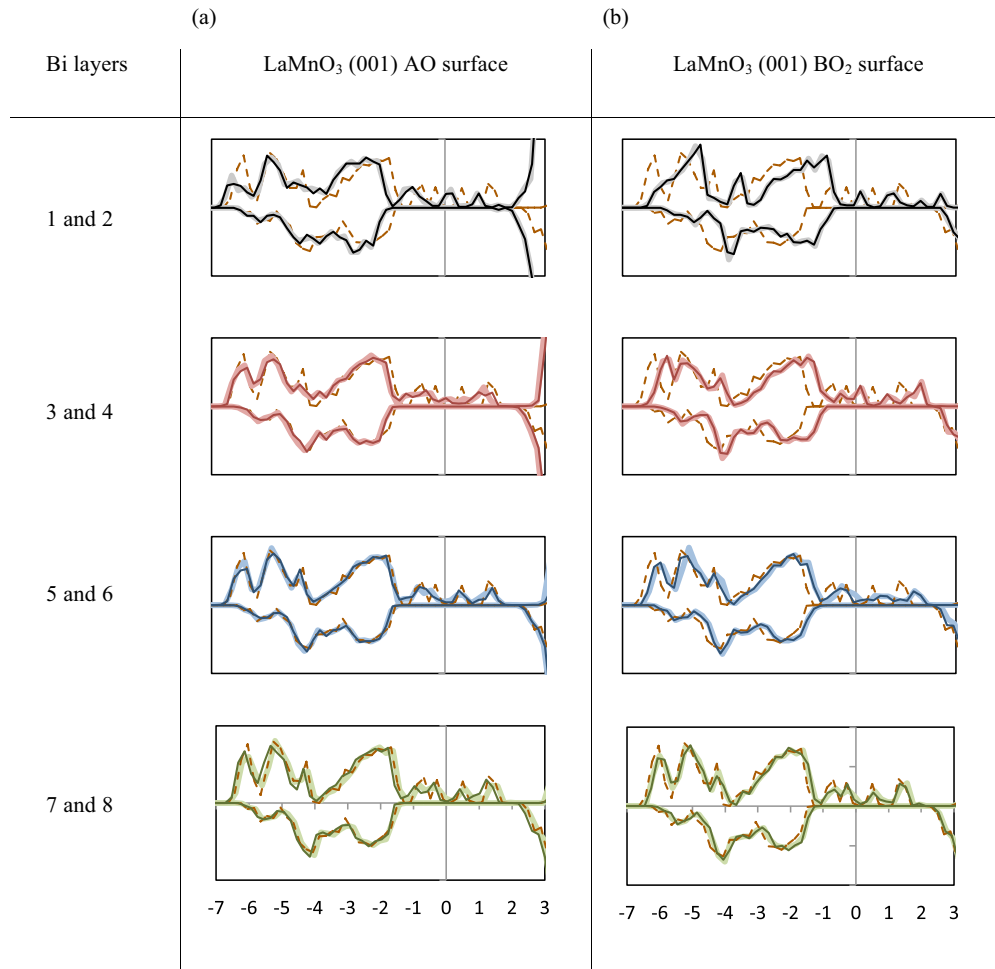 (a) (b)
Bi layers LaMnO₃ (001) AO surface LaMnO₃ (001) BO₂ surface
1 and 2
3 and 4
5 and 6
7 and 8
-7 -6 -5 -4 -3 -2 -1 0 1 2 3 -7 -6 -5 -4 -3 -2 -1 0 1 2 3